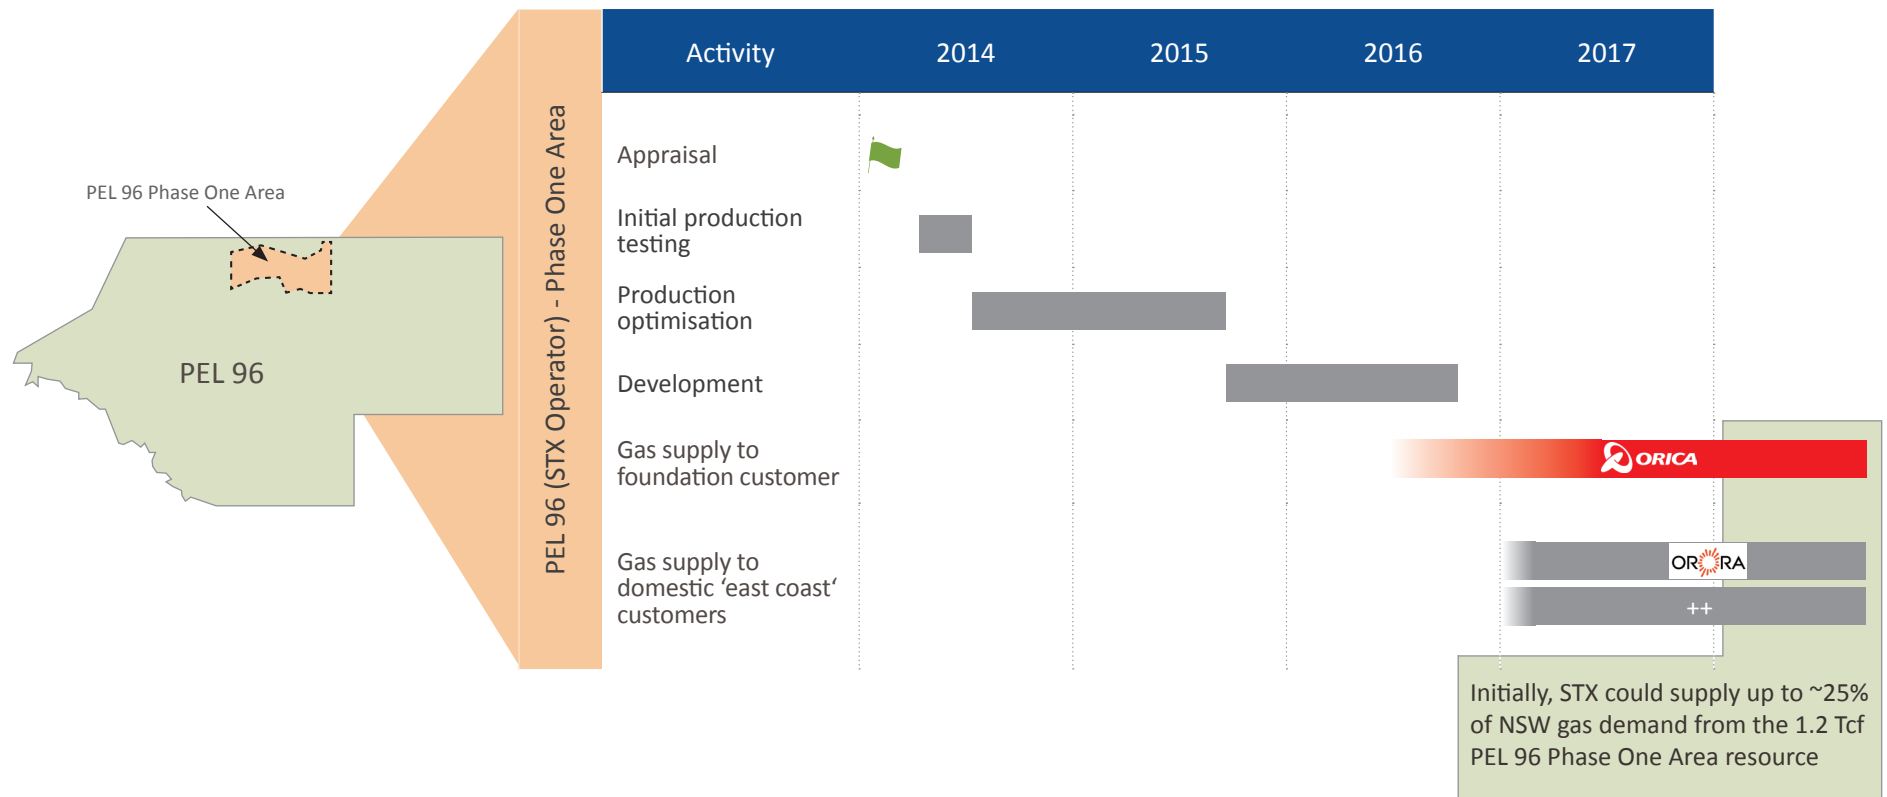 Activity
2014
2015
2016
2017
PEL 96 Phase One Area
PEL 96
PEL 96 (STX Operator) - Phase One Area
Appraisal
Initial production
testing
Production
optimisation
Development
Gas supply to
foundation customer
ORICA
Gas supply to
domestic ‘east coast‘
customers
ORORA
++
Initially, STX could supply up to ~25%
of NSW gas demand from the 1.2 Tcf
PEL 96 Phase One Area resource